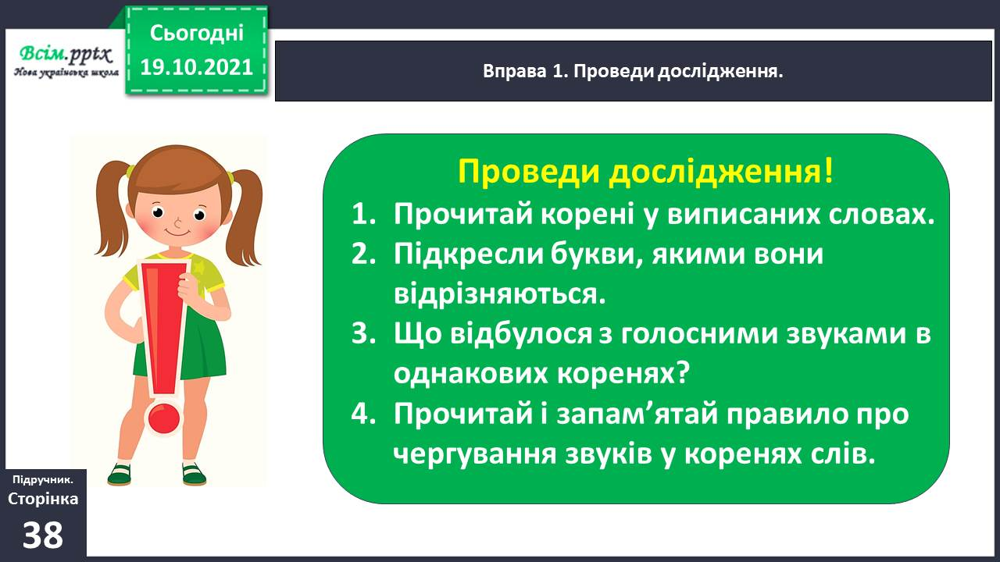 Всім.pptx
Нова українська школа
Сьогодні
19.10.2021
Вправа 1. Проведи дослідження.
Проведи дослідження!
1. Прочитай корені у виписаних словах.
2. Підкресли букви, якими вони
відрізняються.
3. Що відбулося з голосними звуками в
однакових коренях?
4. Прочитай і запам’ятай правило про
чергування звуків у коренях слів.
Підручник.
Сторінка
38